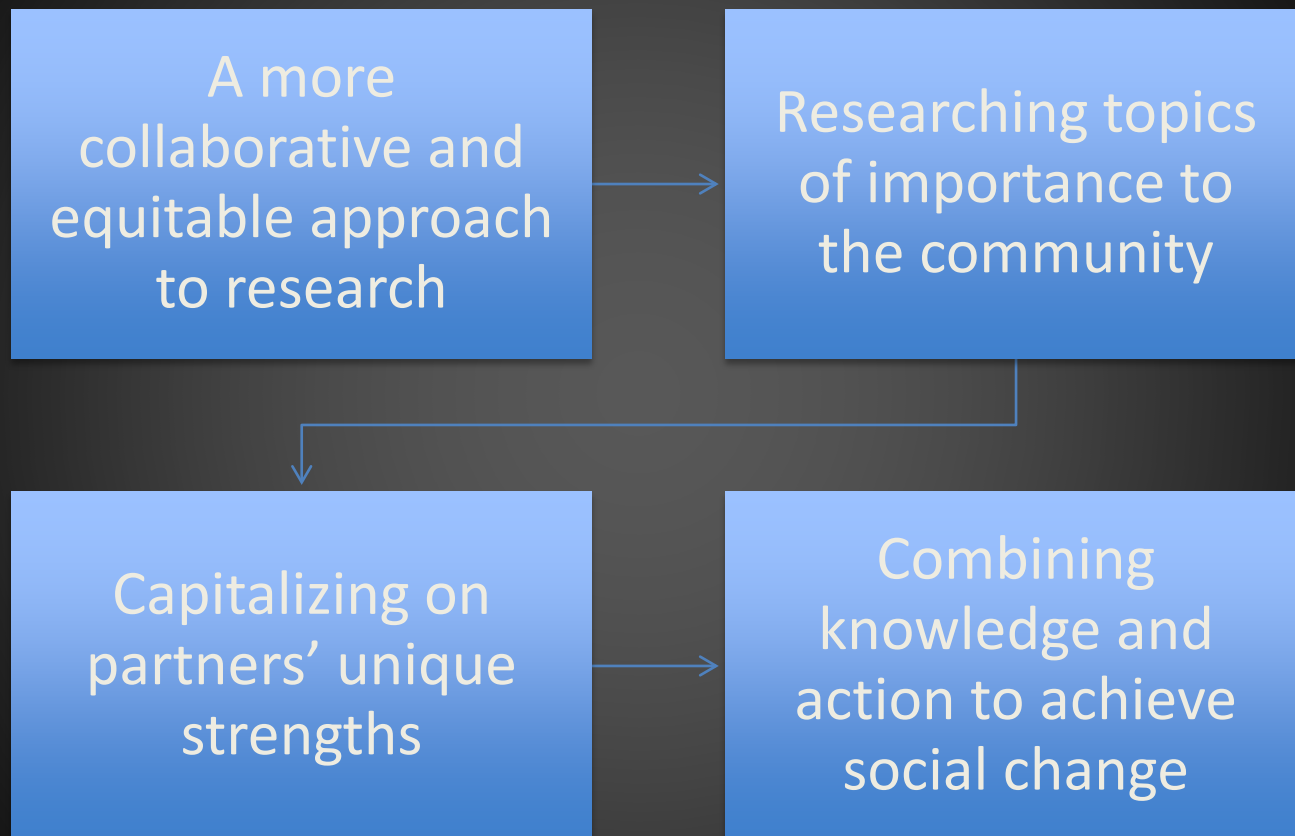 A more
collaborative and
equitable approach
to research
Researching topics
of importance to
the community
Capitalizing on
partners’ unique
strengths
Combining
knowledge and
action to achieve
social change